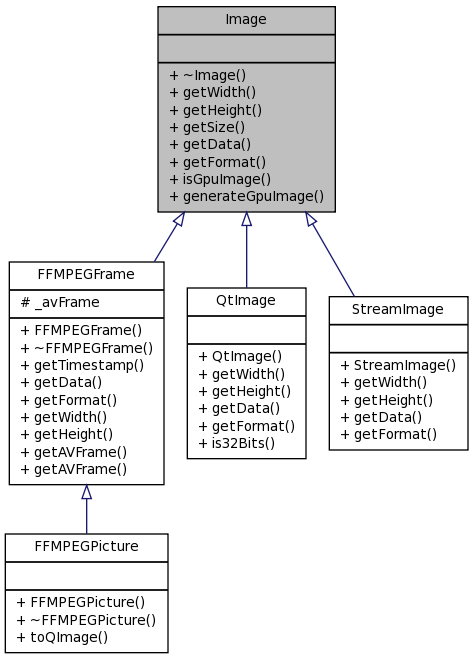 Image
+ ~Image()
+ getWidth()
+ getHeight()
+ getSize()
+ getData()
+ getFormat()
+ isGpuImage()
+ generateGpuImage()
FFMPEGFrame
# _avFrame
+ FFMPEGFrame()
+ ~FFMPEGFrame()
+ getTimestamp()
+ getData()
+ getFormat()
+ getWidth()
+ getHeight()
+ getAVFrame()
+ getAVFrame()
QtImage
+ QtImage()
+ getWidth()
+ getHeight()
+ getData()
+ getFormat()
+ is32Bits()
StreamImage
+ StreamImage()
+ getWidth()
+ getHeight()
+ getData()
+ getFormat()
FFMPEGPicture
+ FFMPEGPicture()
+ ~FFMPEGPicture()
+ toQImage()